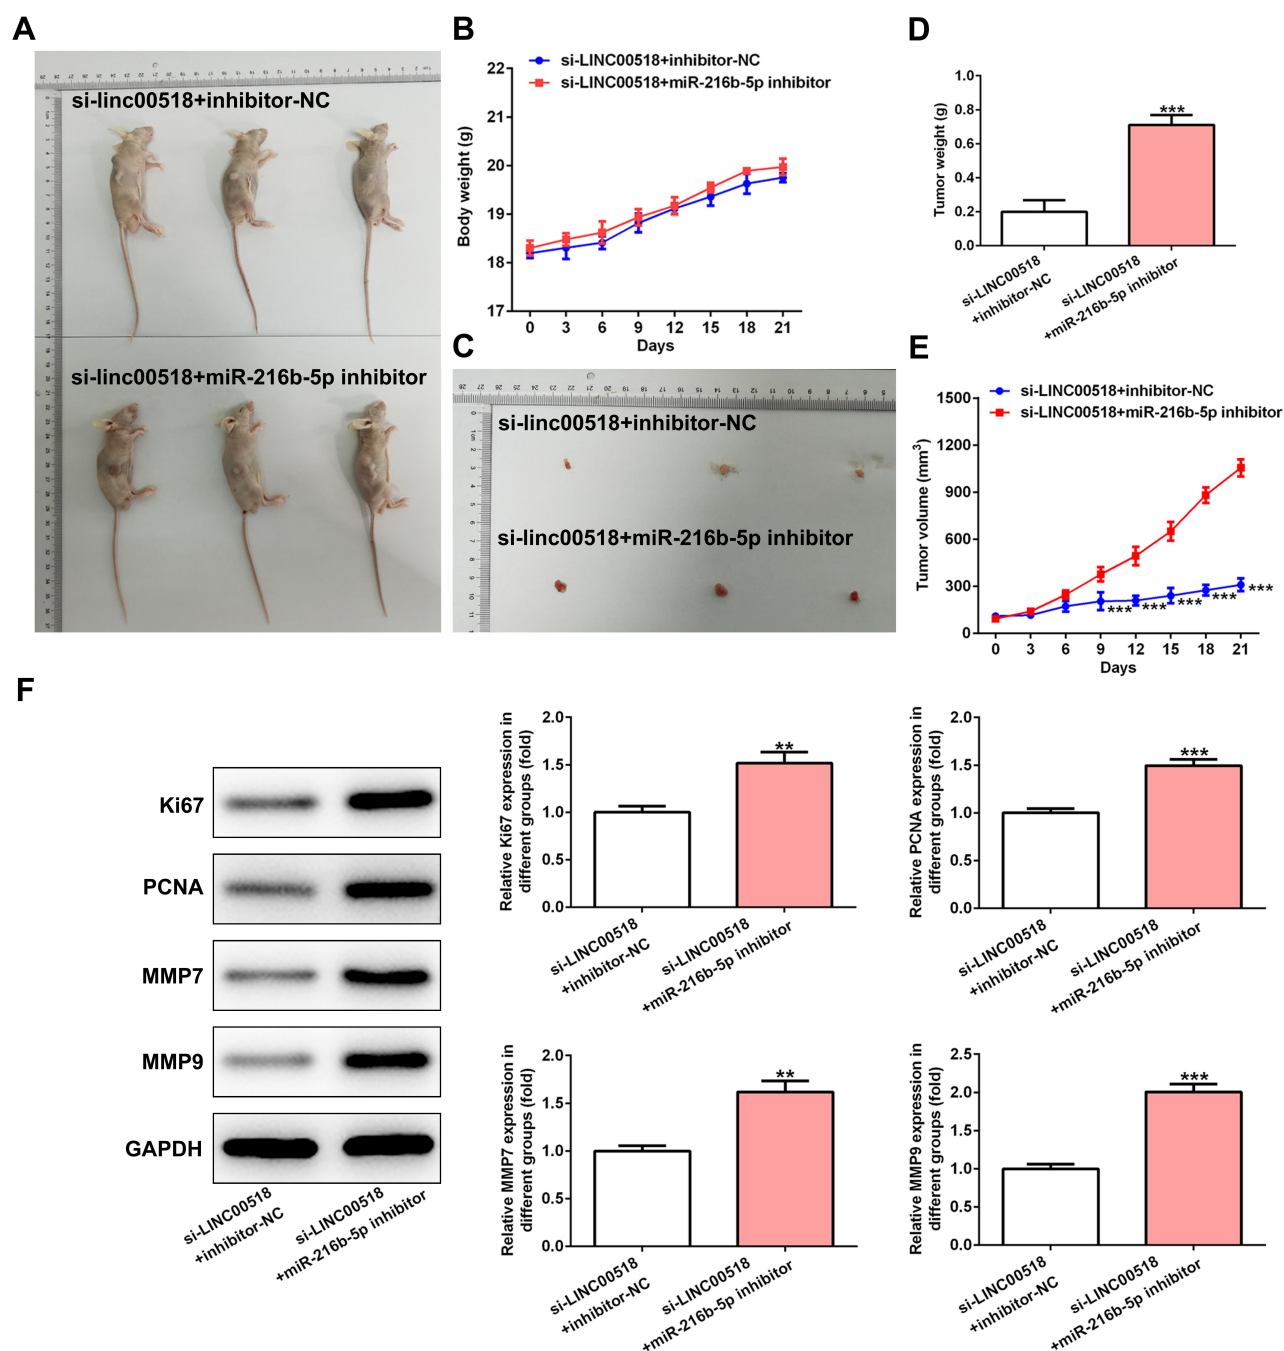 A
si-linc00518+inhibitor-NC
si-linc00518+miR-216b-5p inhibitor
B
si-LINC00518+inhibitor-NC
si-LINC00518+miR-216b-5p inhibitor
Body weight (g)
22
21
20
19
18
17
0 3 6 9 12 15 18 21
Days
C
si-linc00518+inhibitor-NC
si-linc00518+miR-216b-5p inhibitor
D
Tumor weight (g)
1.0
0.8
0.6
0.4
0.2
0.0
***
si-LINC00518
+inhibitor-NC
si-LINC00518
+miR-216b-5p inhibitor
E
si-LINC00518+inhibitor-NC
si-LINC00518+miR-216b-5p inhibitor
Tumor volume (mm3)
1500
1200
900
600
300
0
*** *** *** *** ***
0 3 6 9 12 15 18 21
Days
F
Ki67
PCNA
MMP7
MMP9
GAPDH
si-LINC00518
+inhibitor-NC
si-LINC00518
+miR-216b-5p inhibitor
Relative Ki67 expression in
different groups (fold)
2.0
1.5
1.0
0.5
0.0
**
si-LINC00518
+inhibitor-NC
si-LINC00518
+miR-216b-5p inhibitor
Relative PCNA expression in
different groups (fold)
2.0
1.5
1.0
0.5
0.0
***
si-LINC00518
+inhibitor-NC
si-LINC00518
+miR-216b-5p inhibitor
Relative MMP7 expression in
different groups (fold)
2.0
1.5
1.0
0.5
0.0
**
si-LINC00518
+inhibitor-NC
si-LINC00518
+miR-216b-5p inhibitor
Relative MMP9 expression in
different groups (fold)
2.5
2.0
1.5
1.0
0.5
0.0
***
si-LINC00518
+inhibitor-NC
si-LINC00518
+miR-216b-5p inhibitor